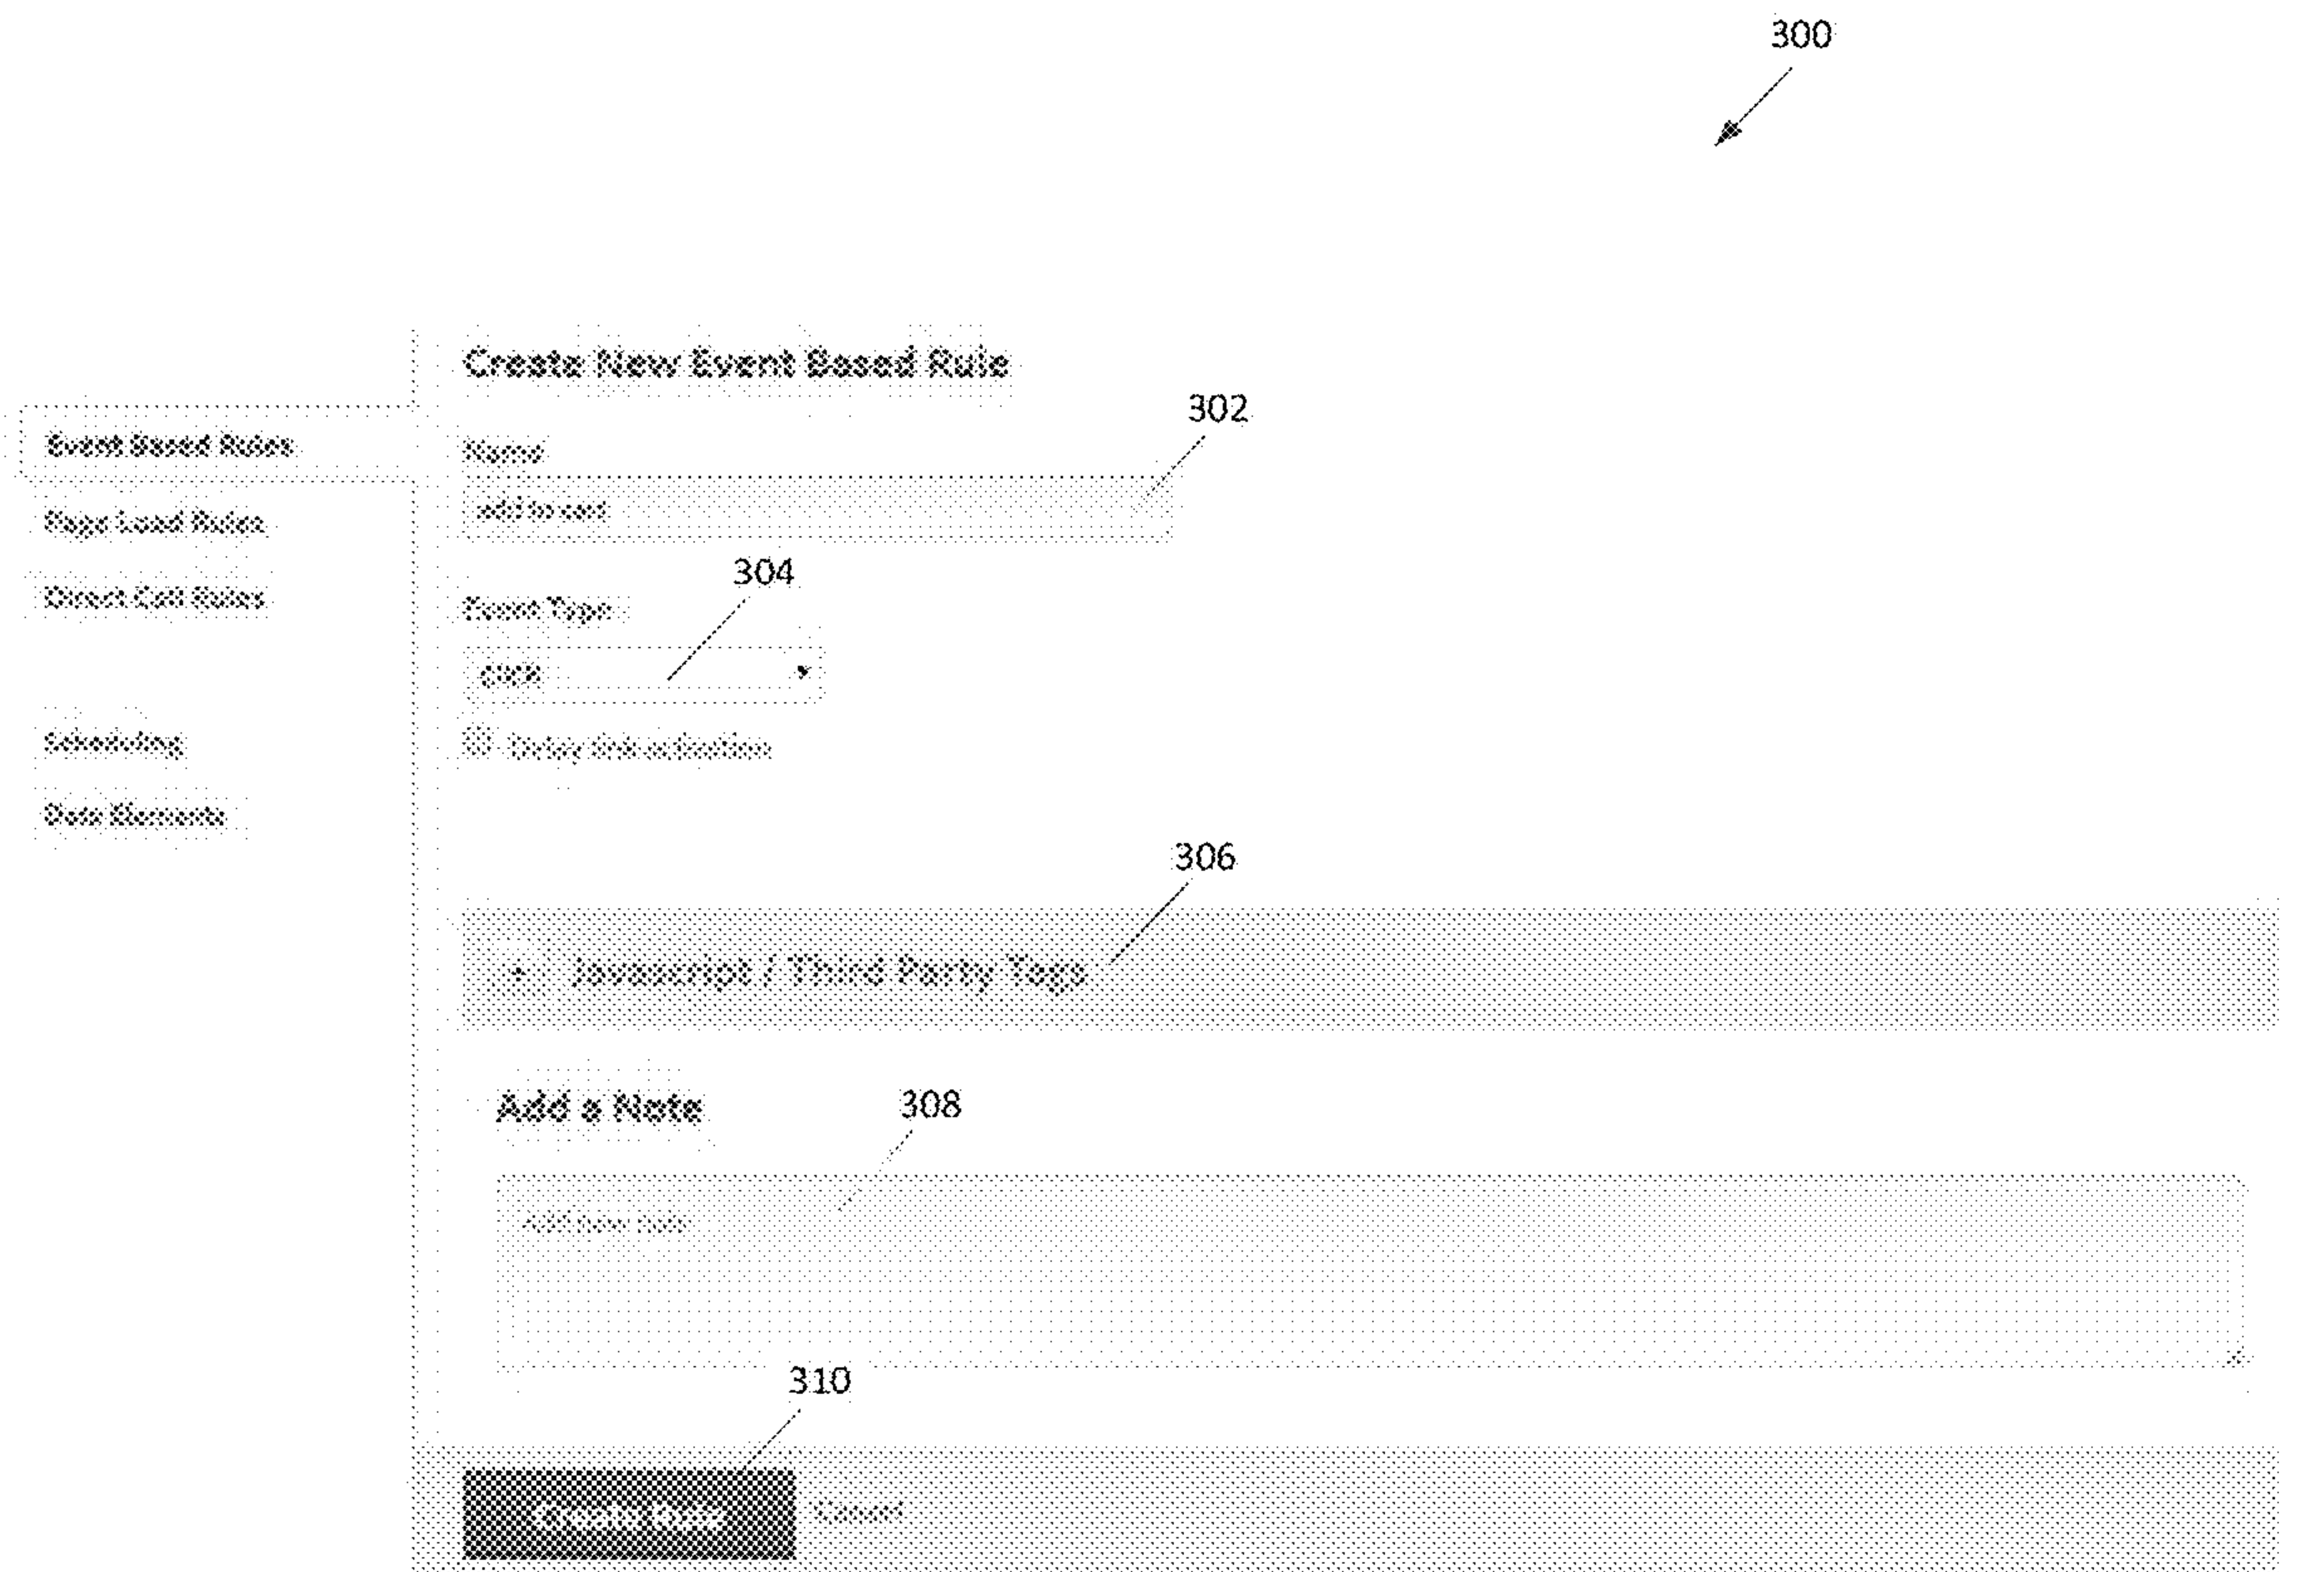 300
Create New Event Based Rule
302
Event Based Rules
Name
add to cart
Page Load Rules
304
Direct Call Rules
Event Type
click
Scheduling
Delay link activation
Data Elements
306
+ Javascript / Third Party Tags
Add a Note
308
Add new note
310
Create Rule
Cancel